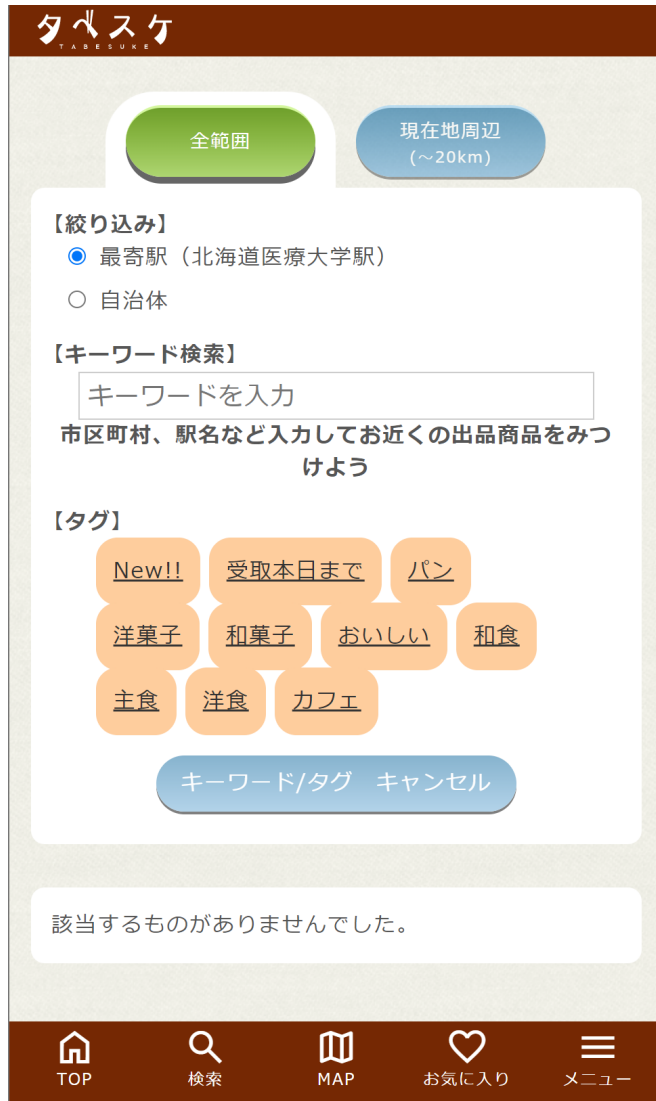 タベスケ
TABESUKE
全範囲
現在地周辺
(～20km)
【絞り込み】
最寄駅（北海道医療大学駅）
自治体
【キーワード検索】
キーワードを入力
市区町村、駅名など入力してお近くの出品商品をみつ
けよう
【タグ】
New!! 受取本日まで パン
洋菓子 和菓子 おいしい 和食
主食 洋食 カフェ
キーワード/タグ　キャンセル
該当するものがありませんでした。
TOP 検索 MAP お気に入り メニュー